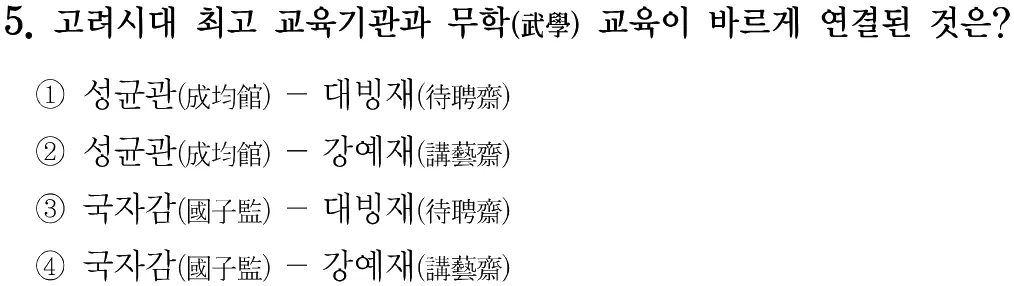 5. 고려시대 최고 교육기관과 무학(武學) 교육이 바르게 연결된 것은?
① 성균관(成均館) － 대빙재(待聘齋)
② 성균관(成均館) － 강예재(講藝齋)
③ 국자감(國子監) － 대빙재(待聘齋)
④ 국자감(國子監) － 강예재(講藝齋)